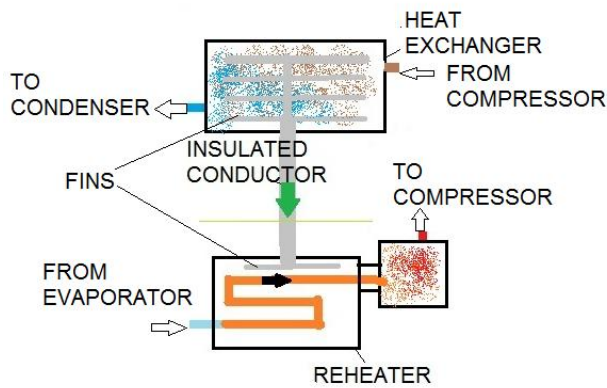 HEAT
EXCHANGER
FROM
COMPRESSOR
TO
CONDENSER
INSULATED
CONDUCTOR
FINS
TO
COMPRESSOR
FROM
EVAPORATOR
REHEATER